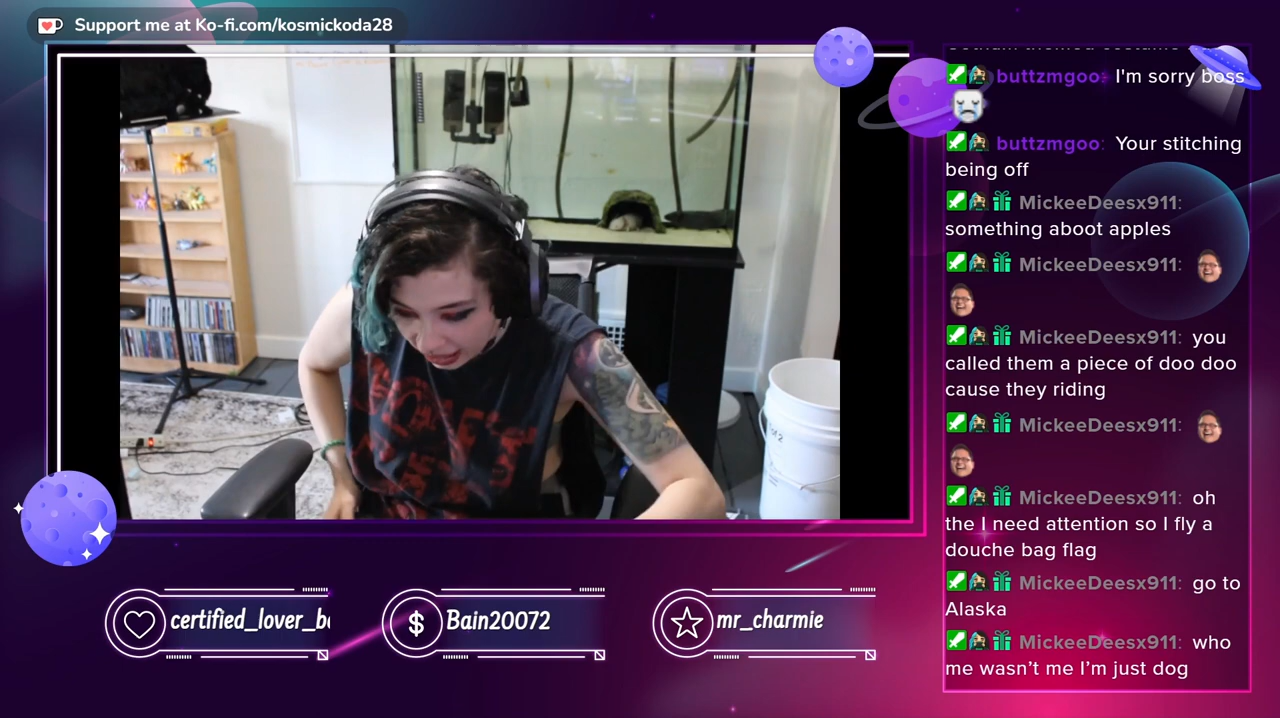 Support me at Ko-fi.com/kosmickoda28
buttzmgoo: I'm sorry boss
buttzmgoo: Your stitching
being off
MickeeDeesx911:
something aboot apples
MickeeDeesx911:
MickeeDeesx911: you
called them a piece of doo doo
cause they riding
MickeeDeesx911:
MickeeDeesx911: oh
the I need attention so I fly a
douche bag flag
MickeeDeesx911: go to
Alaska
MickeeDeesx911: who
me wasn't me I'm just dog
certified_lover_bo
Bain20072
mr_charmie